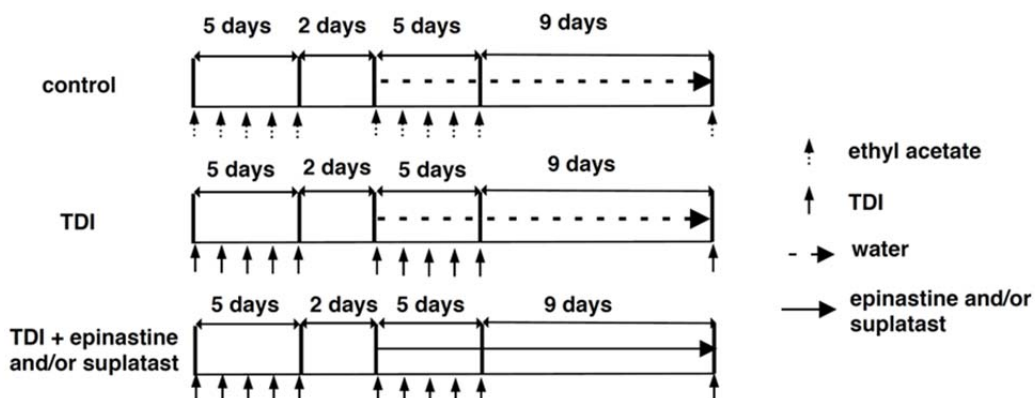 5 days 2 days 5 days 9 days
control
5 days 2 days 5 days 9 days
TDI
5 days 2 days 5 days 9 days
TDI + epinastine
and/or suplatast
ethyl acetate
TDI
water
epinastine and/or
suplatast